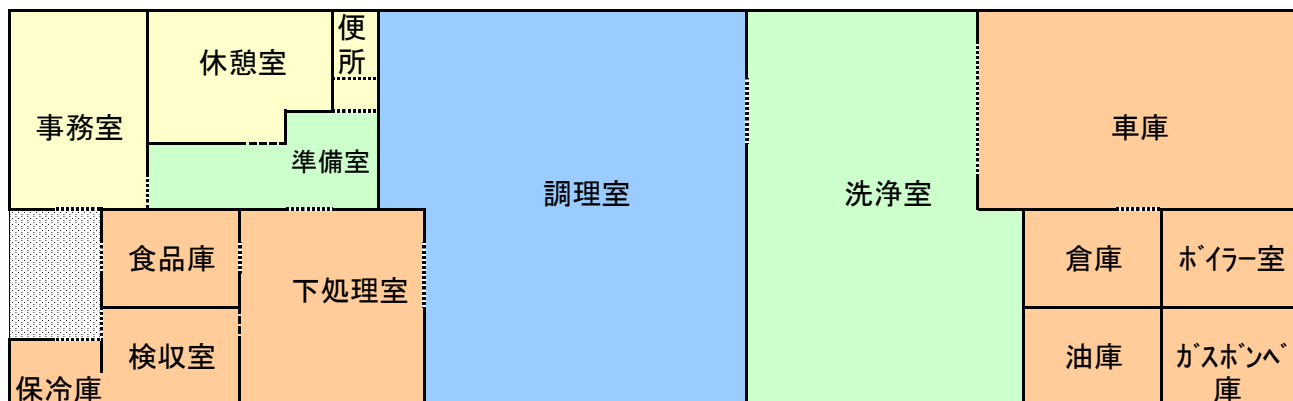 便
所
休憩室
事務室
車庫
準備室
調理室
洗浄室
食品庫
倉庫
ﾎﾞｲﾗｰ室
下処理室
検収室
油庫
ｶﾞｽﾎﾞﾝﾍﾞ
庫
保冷庫